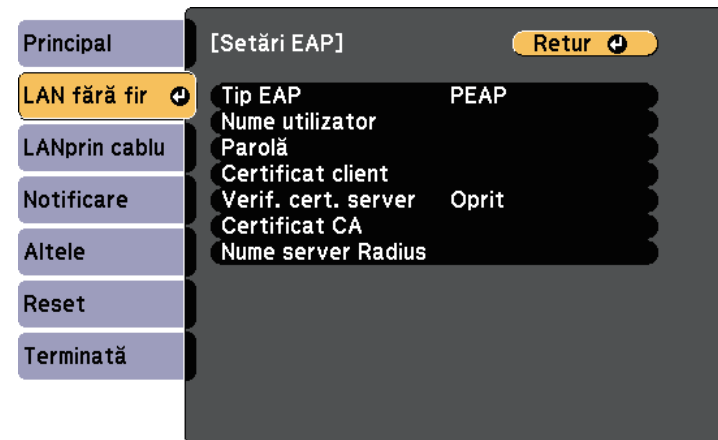 Principal
LAN fără fir
LANprin cablu
Notificare
Altele
Reset
Terminată
[Setări EAP] Retur
Tip EAP PEAP
Nume utilizator
Parolă
Certificat client
Verif. cert. server Oprit
Certificat CA
Nume server Radius